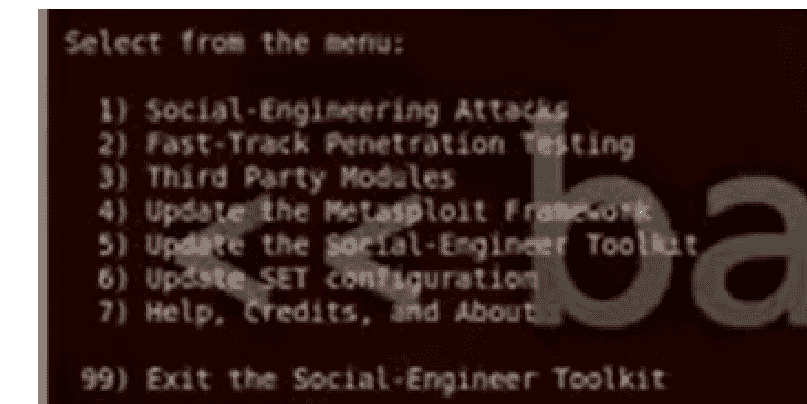 Select from the menu:
1) Social-Engineering Attacks
2) Fast-Track Penetration Testing
3) Third Party Modules
4) Update the Metasploit Framework
5) Update the Social-Engineer Toolkit
6) Update SET configuration
7) Help, Credits, and About
99) Exit the Social-Engineer Toolkit
<< ba